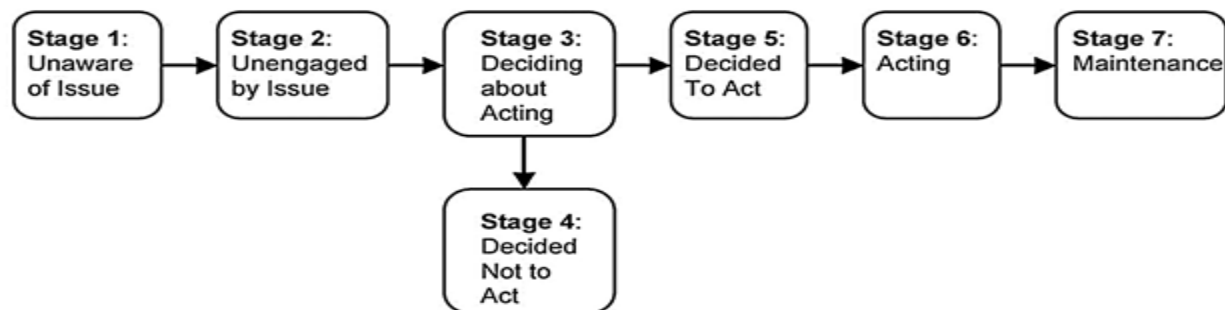 Stage 1:
Unaware
of Issue
Stage 2:
Unengaged
by Issue
Stage 3:
Deciding
about
Acting
Stage 5:
Decided
To Act
Stage 6:
Acting
Stage 7:
Maintenance
Stage 4:
Decided
Not to
Act